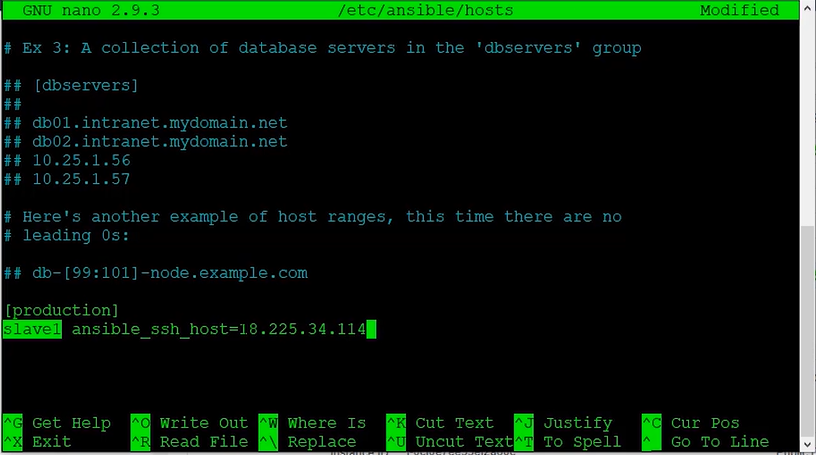 GNU nano 2.9.3 /etc/ansible/hosts Modified
# Ex 3: A collection of database servers in the 'dbservers' group
## [dbservers]
##
## db01.intranet.mydomain.net
## db02.intranet.mydomain.net
## 10.25.1.56
## 10.25.1.57
# Here's another example of host ranges, this time there are no
# leading 0s:
## db-[99:101]-node.example.com
[production]
slave1 ansible_ssh_host=18.225.34.114
^G Get Help ^O Write Out ^W Where Is ^K Cut Text ^J Justify ^C Cur Pos
^X Exit ^R Read File ^\ Replace ^U Uncut Text ^T To Spell ^_ Go To Line